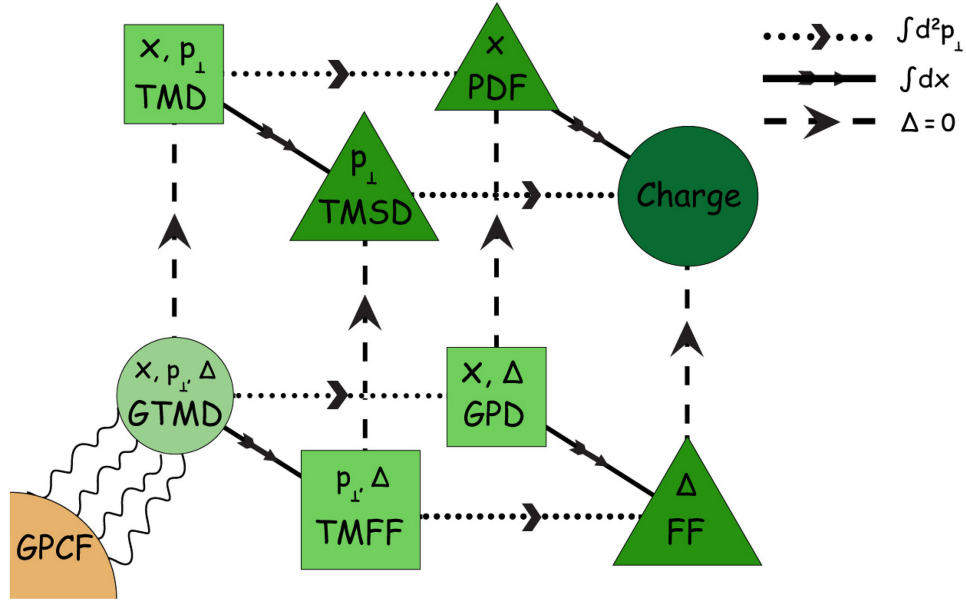 x, p⊥
TMD
x
PDF
∫d²p⊥
∫dx
Δ = 0
p⊥
TMSD
Charge
x, p⊥, Δ
GTMD
x, Δ
GPD
p⊥, Δ
TMFF
Δ
FF
GPCF